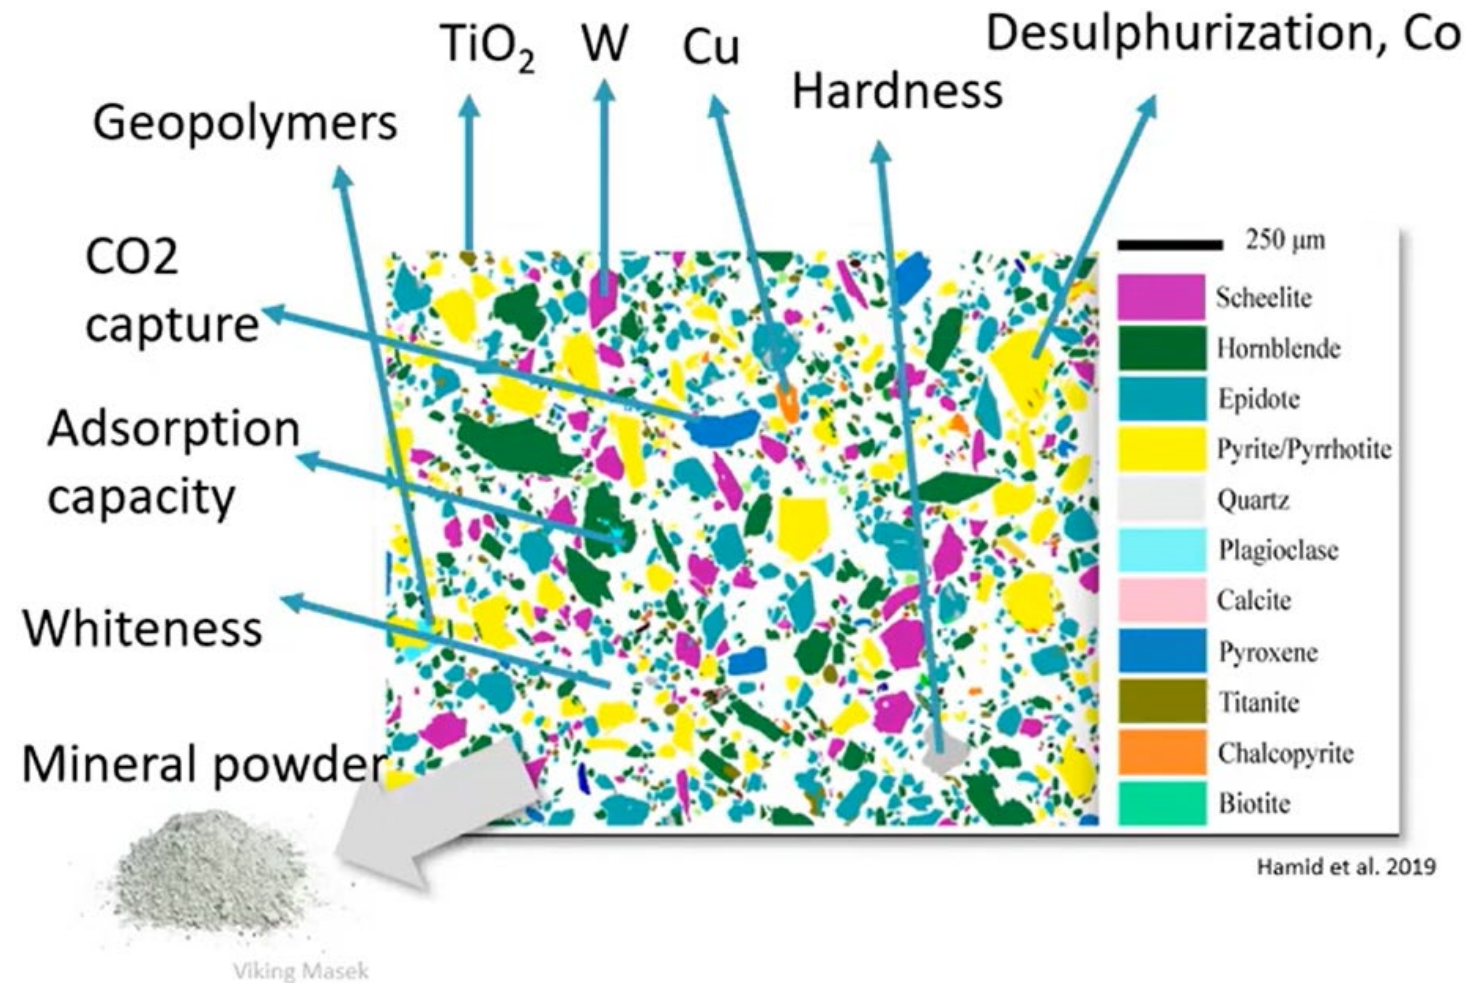 TiO₂
W
Cu
Desulphurization, Co
Hardness
Geopolymers
CO2
capture
Adsorption
capacity
Whiteness
Mineral powder
250 μm
Scheelite
Hornblende
Epidote
Pyrite/Pyrrhotite
Quartz
Plagioclase
Calcite
Pyroxene
Titanite
Chalcopyrite
Biotite
Hamid et al. 2019
Viking Masek